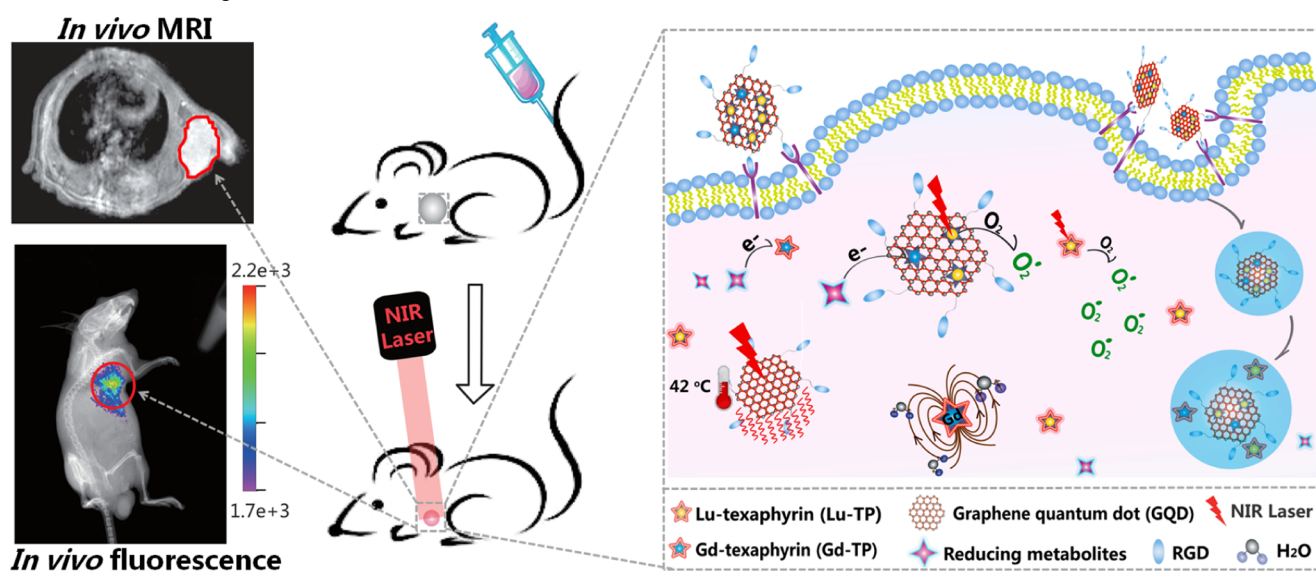 In vivo MRI
2.2e+3
1.7e+3
In vivo fluorescence
NIR
Laser
e-
e-
O2
O2•
O2
O2•
O2•
O2•
O2•
42 °C
Gd
Lu-texaphyrin (Lu-TP)
Graphene quantum dot (GQD)
NIR Laser
Gd-texaphyrin (Gd-TP)
Reducing metabolites
RGD
H2O